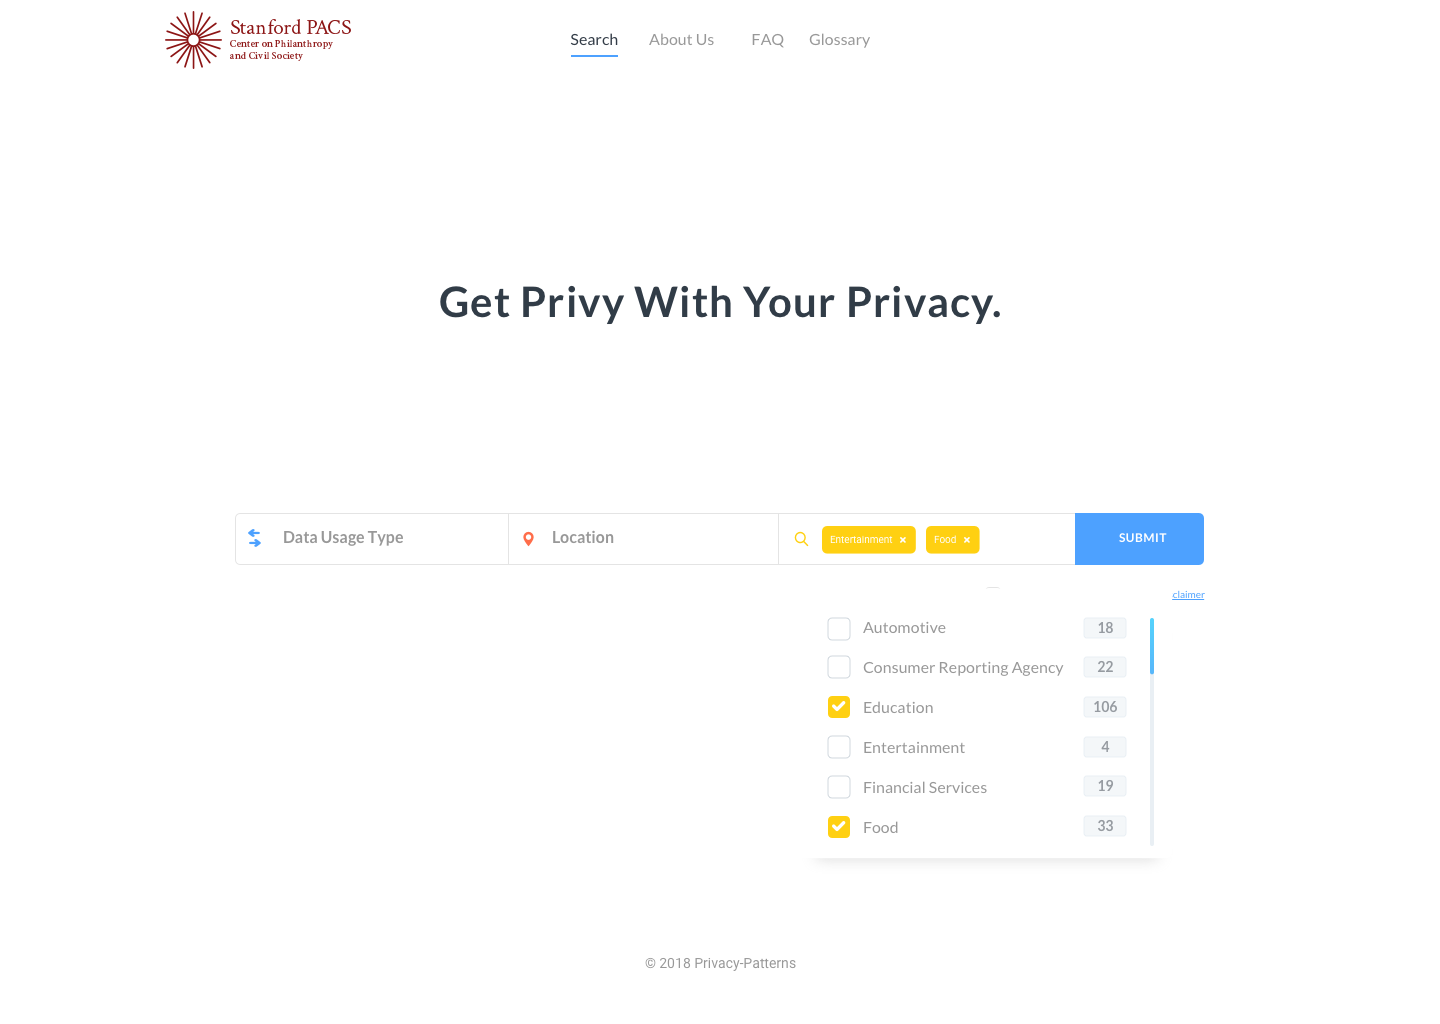 Stanford PACS
Center on Philanthropy
and Civil Society
Search About Us FAQ Glossary
Get Privy With Your Privacy.
Data Usage Type Location Entertainment × Food × SUBMIT
claimer
Automotive 18
Consumer Reporting Agency 22
Education 106
Entertainment 4
Financial Services 19
Food 33
© 2018 Privacy-Patterns